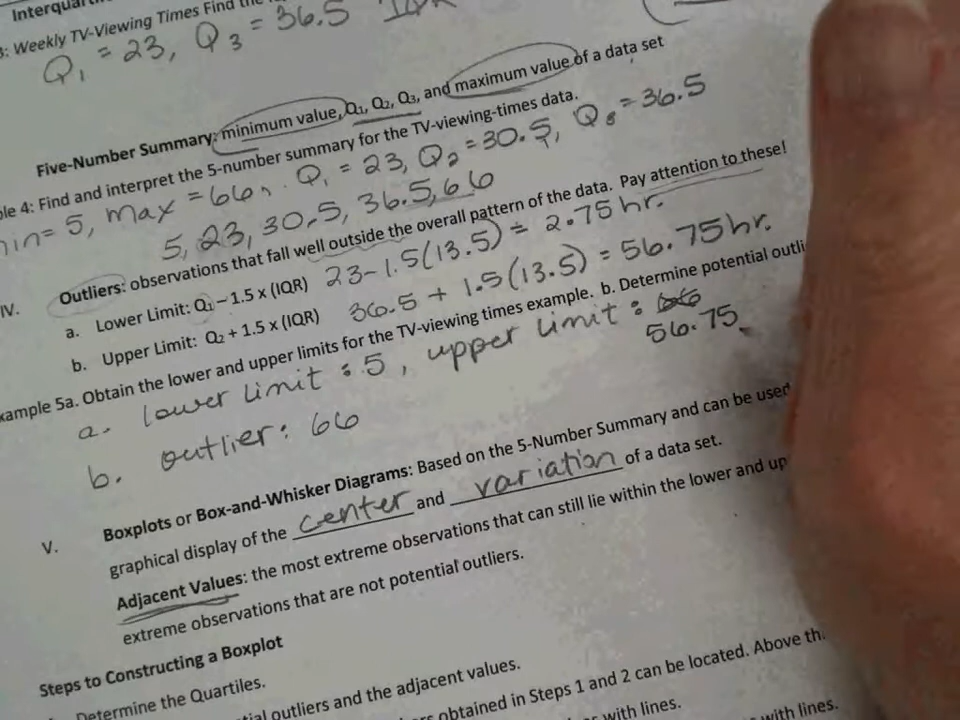 Interquar
3: Weekly TV-Viewing Times Find the
Q1 = 23, Q3 = 36.5 IQR
Five-Number Summary: minimum value, Q1, Q2, Q3, and maximum value of a data set
ple 4: Find and interpret the 5-number summary for the TV-viewing-times data.
min = 5, max = 66, Q1 = 23, Q2 = 30.5, Q3 = 36.5
5, 23, 30.5, 36.5, 66
IV. Outliers: observations that fall well outside the overall pattern of the data. Pay attention to these!
a. Lower Limit: Q1 – 1.5 x (IQR) 23 - 1.5(13.5) = 2.75 hr.
b. Upper Limit: Q2 + 1.5 x (IQR) 36.5 + 1.5(13.5) = 56.75 hr.
xample 5a. Obtain the lower and upper limits for the TV-viewing times example. b. Determine potential outli
a. lower limit: 5, upper limit: 66
56.75
b. outlier: 66
V. Boxplots or Box-and-Whisker Diagrams: Based on the 5-Number Summary and can be used
graphical display of the center and variation of a data set.
Adjacent Values: the most extreme observations that can still lie within the lower and up
extreme observations that are not potential outliers.
Steps to Constructing a Boxplot
Determine the Quartiles.
tial outliers and the adjacent values.
obtained in Steps 1 and 2 can be located. Above th
with lines.
with lines.